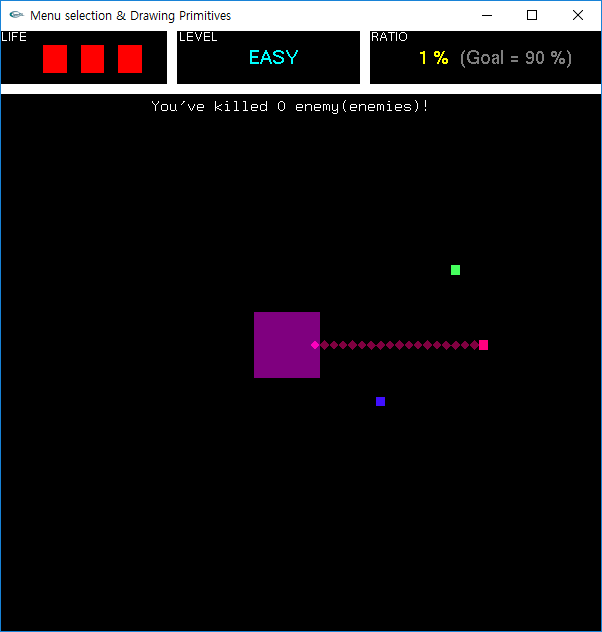 Menu selection & Drawing Primitives
LIFE
LEVEL
EASY
RATIO
1 % (Goal = 90 %)
You've killed 0 enemy(enemies)!